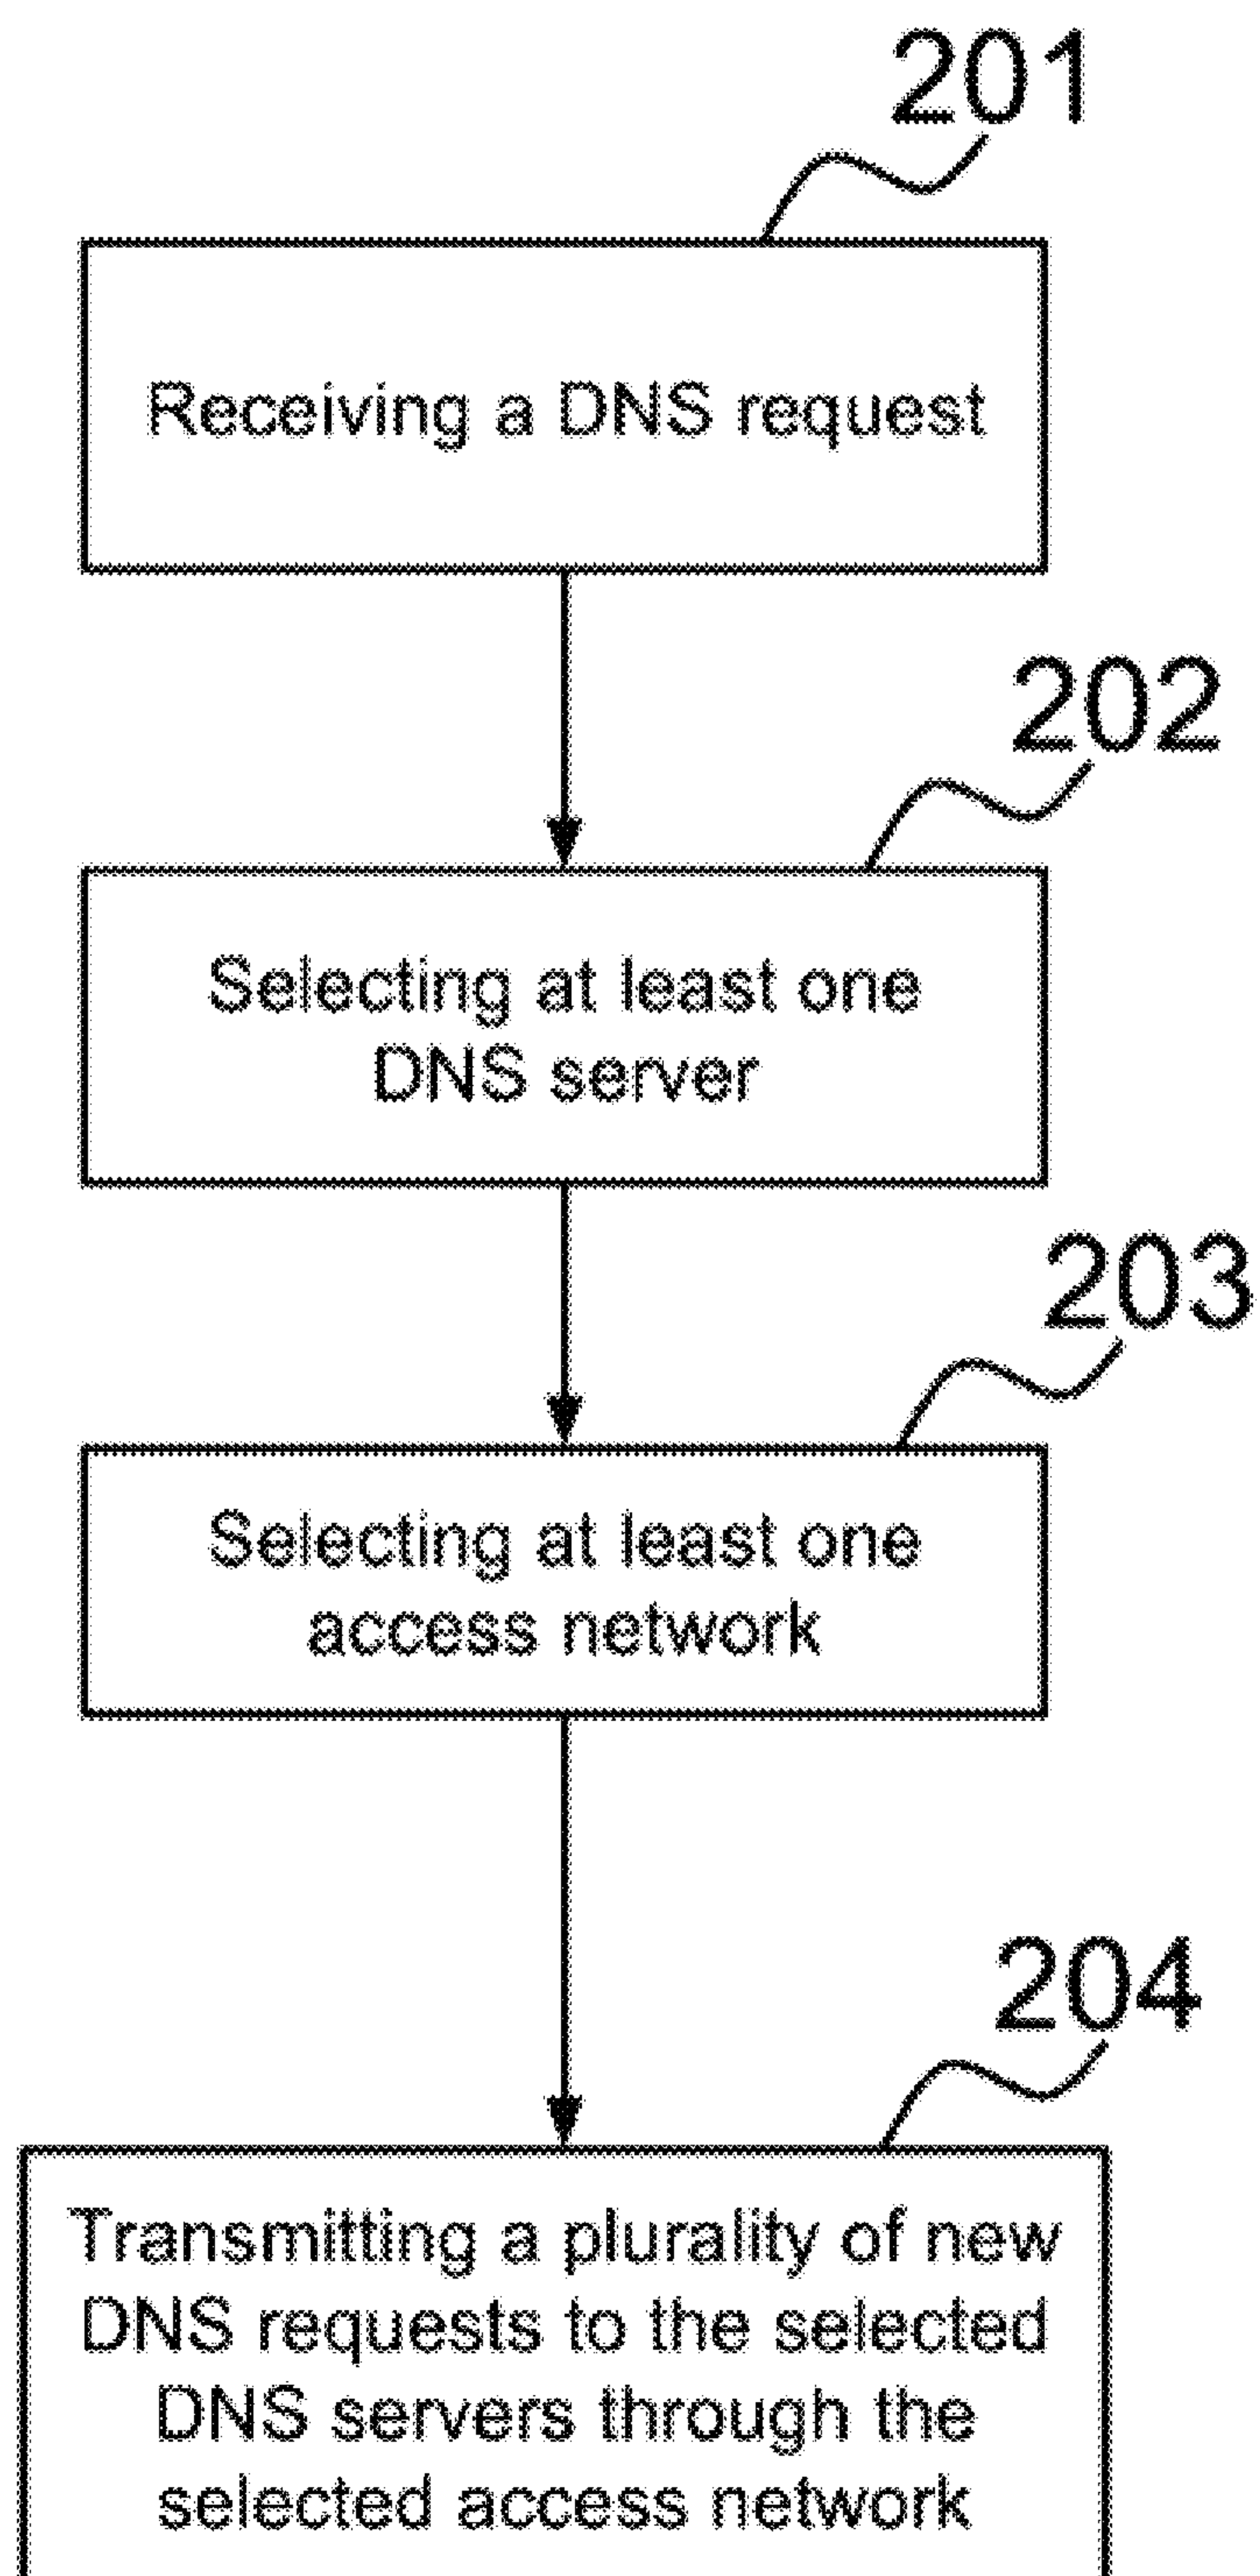 201
Receiving a DNS request
202
Selecting at least one
DNS server
203
Selecting at least one
access network
204
Transmitting a plurality of new
DNS requests to the selected
DNS servers through the
selected access network